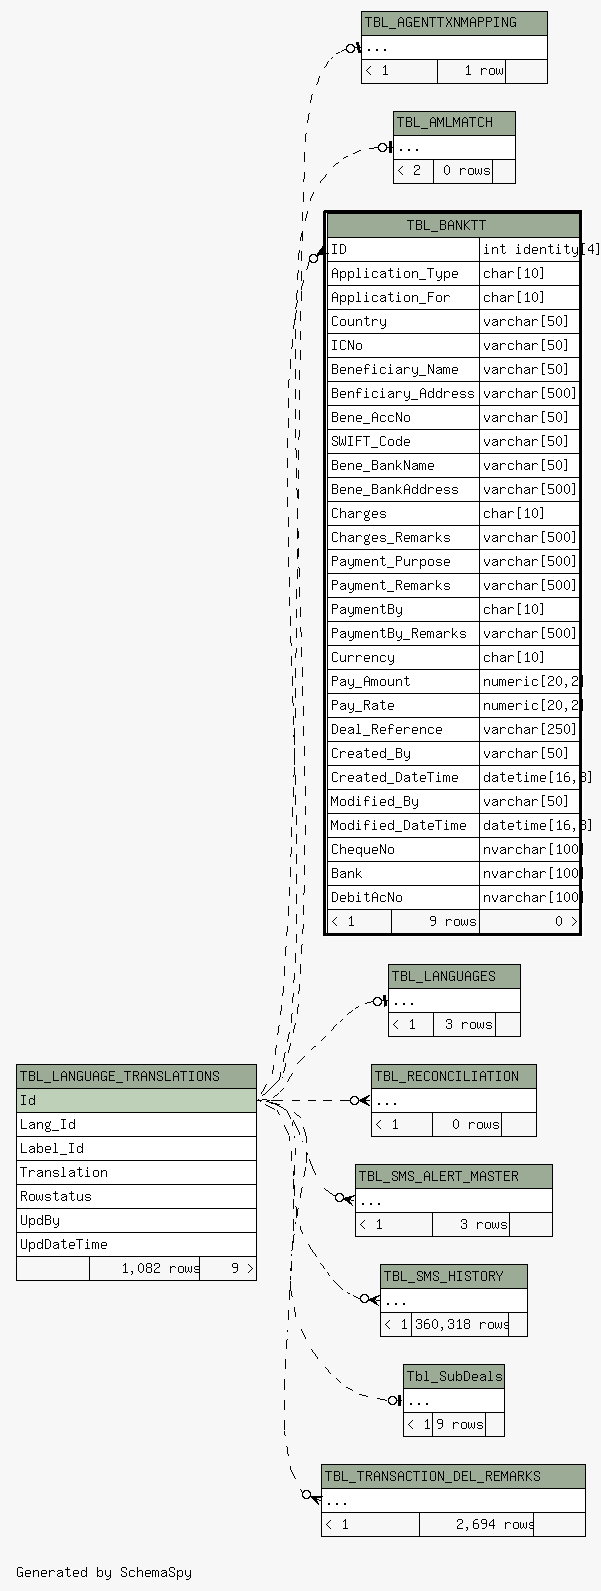 TBL_AGENTTXNMAPPING
...
< 1 1 row
TBL_AMLMATCH
...
< 2 0 rows
TBL_BANKTT
ID int identity[4]
Application_Type char[10]
Application_For char[10]
Country varchar[50]
ICNo varchar[50]
Beneficiary_Name varchar[50]
Benficiary_Address varchar[500]
Bene_AccNo varchar[50]
SWIFT_Code varchar[50]
Bene_BankName varchar[50]
Bene_BankAddress varchar[500]
Charges char[10]
Charges_Remarks varchar[500]
Payment_Purpose varchar[500]
Payment_Remarks varchar[500]
PaymentBy char[10]
PaymentBy_Remarks varchar[500]
Currency char[10]
Pay_Amount numeric[20,2]
Pay_Rate numeric[20,2]
Deal_Reference varchar[250]
Created_By varchar[50]
Created_DateTime datetime[16,3]
Modified_By varchar[50]
Modified_DateTime datetime[16,3]
ChequeNo nvarchar[100]
Bank nvarchar[100]
DebitAcNo nvarchar[100]
< 1 9 rows 0 >
TBL_LANGUAGES
...
< 1 3 rows
TBL_LANGUAGE_TRANSLATIONS
Id
Lang_Id
Label_Id
Translation
Rowstatus
UpdBy
UpdDateTime
1,082 rows 9 >
TBL_RECONCILIATION
...
< 1 0 rows
TBL_SMS_ALERT_MASTER
...
< 1 3 rows
TBL_SMS_HISTORY
...
< 1 360,318 rows
Tbl_SubDeals
...
< 1 9 rows
TBL_TRANSACTION_DEL_REMARKS
...
< 1 2,694 rows
Generated by SchemaSpy